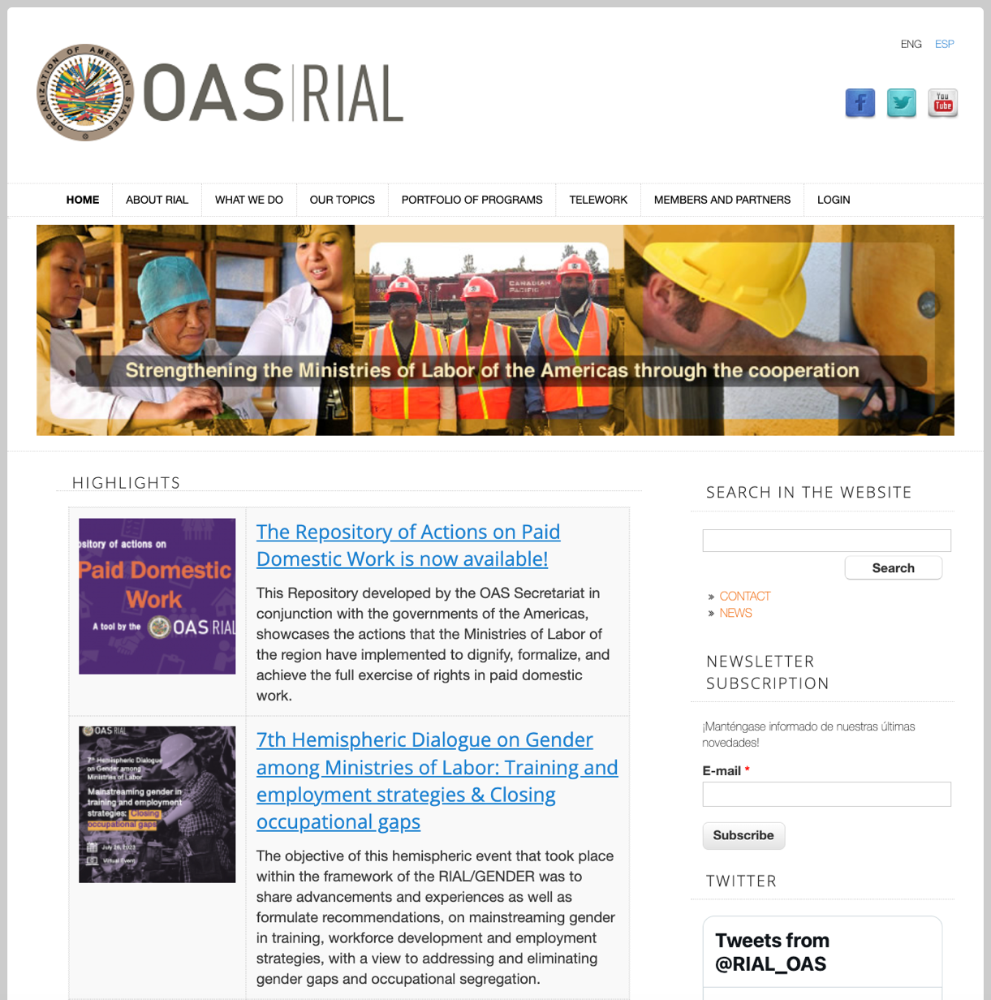 ENG ESP
ORGANIZATION OF AMERICAN STATES
OAS RIAL
You
Tube
HOME ABOUT RIAL WHAT WE DO OUR TOPICS PORTFOLIO OF PROGRAMS TELEWORK MEMBERS AND PARTNERS LOGIN
CANADIAN
PACIFIC
Strengthening the Ministries of Labor of the Americas through the cooperation
HIGHLIGHTS
ository of actions on
Paid Domestic
Work
A tool by the OAS RIAL
The Repository of Actions on Paid
Domestic Work is now available!
This Repository developed by the OAS Secretariat in
conjunction with the governments of the Americas,
showcases the actions that the Ministries of Labor of
the region have implemented to dignify, formalize, and
achieve the full exercise of rights in paid domestic
work.
OAS RIAL
7th Hemispheric Dialogue
on Gender among
Ministries of Labor
Mainstreaming gender in
training and employment
strategies: Closing
occupational gaps
July 26, 2022
Virtual Event
7th Hemispheric Dialogue on Gender
among Ministries of Labor: Training and
employment strategies & Closing
occupational gaps
The objective of this hemispheric event that took place
within the framework of the RIAL/GENDER was to
share advancements and experiences as well as
formulate recommendations, on mainstreaming gender
in training, workforce development and employment
strategies, with a view to addressing and eliminating
gender gaps and occupational segregation.
SEARCH IN THE WEBSITE
Search
» CONTACT
» NEWS
NEWSLETTER
SUBSCRIPTION
¡Manténgase informado de nuestras últimas
novedades!
E-mail *
Subscribe
TWITTER
Tweets from
@RIAL_OAS